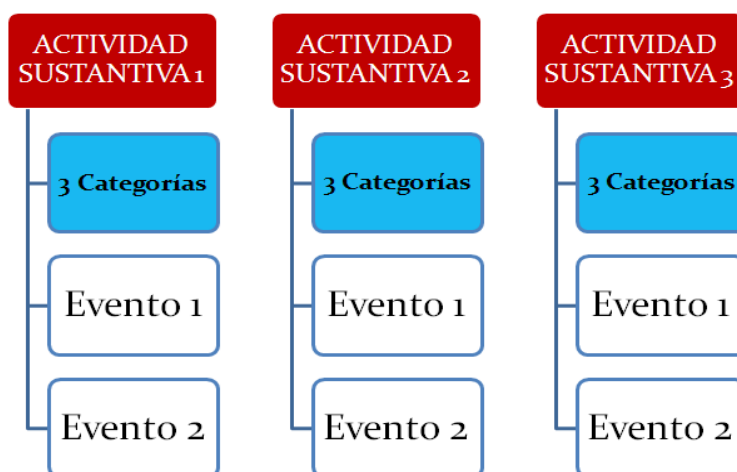 ACTIVIDAD
SUSTANTIVA 1
3 Categorías
Evento 1
Evento 2
ACTIVIDAD
SUSTANTIVA 2
3 Categorías
Evento 1
Evento 2
ACTIVIDAD
SUSTANTIVA 3
3 Categorías
Evento 1
Evento 2